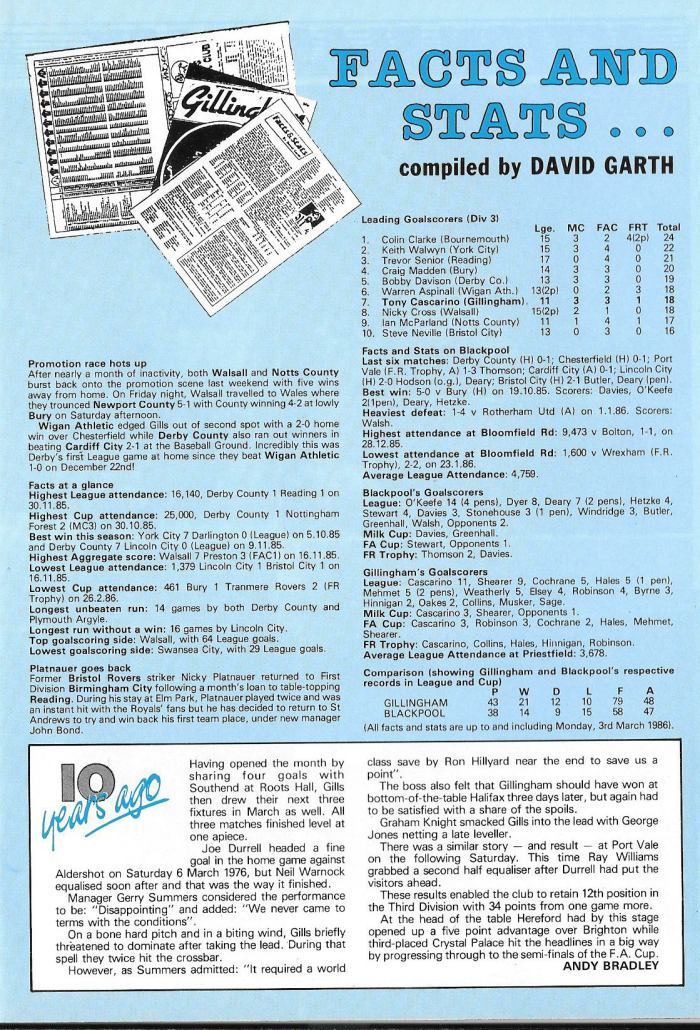 Gilling
FACTS & STATS
FACTS AND
STATS ...
compiled by DAVID GARTH
Leading Goalscorers (Div 3)
Lge. MC FAC FRT Total
1. Colin Clarke (Bournemouth) 15 3 2 4(2p) 24
2. Keith Walwyn (York City) 15 3 4 0 22
3. Trevor Senior (Reading) 17 0 4 0 21
4. Craig Madden (Bury) 14 3 3 0 20
5. Bobby Davison (Derby Co.) 13 3 3 0 19
6. Warren Aspinall (Wigan Ath.) 13(2p) 0 2 3 18
7. Tony Cascarino (Gillingham). 11 3 3 1 18
8. Nicky Cross (Walsall) 15(2p) 2 1 0 18
9. Ian McParland (Notts County) 11 1 4 1 17
10. Steve Neville (Bristol City) 13 0 3 0 16
Promotion race hots up
After nearly a month of inactivity, both Walsall and Notts County
burst back onto the promotion scene last weekend with five wins
away from home. On Friday night, Walsall travelled to Wales where
they trounced Newport County 5-1 with County winning 4-2 at lowly
Bury on Saturday afternoon.
Wigan Athletic edged Gills out of second spot with a 2-0 home
win over Chesterfield while Derby County also ran out winners in
beating Cardiff City 2-1 at the Baseball Ground. Incredibly this was
Derby's first League game at home since they beat Wigan Athletic
1-0 on December 22nd!
Facts at a glance
Highest League attendance: 16,140, Derby County 1 Reading 1 on
30.11.85.
Highest Cup attendance: 25,000, Derby County 1 Nottingham
Forest 2 (MC3) on 30.10.85.
Best win this season: York City 7 Darlington 0 (League) on 5.10.85
and Derby County 7 Lincoln City 0 (League) on 9.11.85.
Highest Aggregate score: Walsall 7 Preston 3 (FAC1) on 16.11.85.
Lowest League attendance: 1,379 Lincoln City 1 Bristol City 1 on
16.11.85.
Lowest Cup attendance: 461 Bury 1 Tranmere Rovers 2 (FR
Trophy) on 26.2.86.
Longest unbeaten run: 14 games by both Derby County and
Plymouth Argyle.
Longest run without a win: 16 games by Lincoln City.
Top goalscoring side: Walsall, with 64 League goals.
Lowest goalscoring side: Swansea City, with 29 League goals.
Platnauer goes back
Former Bristol Rovers striker Nicky Platnauer returned to First
Division Birmingham City following a month's loan to table-topping
Reading. During his stay at Elm Park, Platnauer played twice and was
an instant hit with the Royals' fans but he has decided to return to St
Andrews to try and win back his first team place, under new manager
John Bond.
Facts and Stats on Blackpool
Last six matches: Derby County (H) 0-1; Chesterfield (H) 0-1; Port
Vale (F.R. Trophy, A) 1-3 Thomson; Cardiff City (A) 0-1; Lincoln City
(H) 2-0 Hodson (o.g.), Deary; Bristol City (H) 2-1 Butler, Deary (pen).
Best win: 5-0 v Bury (H) on 19.10.85. Scorers: Davies, O'Keefe
2(1pen), Deary, Hetzke.
Heaviest defeat: 1-4 v Rotherham Utd (A) on 1.1.86. Scorers:
Walsh.
Highest attendance at Bloomfield Rd: 9,473 v Bolton, 1-1, on
28.12.85.
Lowest attendance at Bloomfield Rd: 1,600 v Wrexham (F.R.
Trophy), 2-2, on 23.1.86.
Average League Attendance: 4,759.
Blackpool's Goalscorers
League: O'Keefe 14 (4 pens), Dyer 8, Deary 7 (2 pens), Hetzke 4,
Stewart 4, Davies 3, Stonehouse 3 (1 pen), Windridge 3, Butler,
Greenhall, Walsh, Opponents 2.
Milk Cup: Davies, Greenhall.
FA Cup: Stewart, Opponents 1.
FR Trophy: Thomson 2, Davies.
Gillingham's Goalscorers
League: Cascarino 11, Shearer 9, Cochrane 5, Hales 5 (1 pen),
Mehmet 5 (2 pens), Weatherly 5, Elsey 4, Robinson 4, Byrne 3,
Hinnigan 2, Oakes 2, Collins, Musker, Sage.
Milk Cup: Cascarino 3, Shearer, Opponents 1.
FA Cup: Cascarino 3, Robinson 3, Cochrane 2, Hales, Mehmet,
Shearer.
FR Trophy: Cascarino, Collins, Hales, Hinnigan, Robinson.
Average League Attendance at Priestfield: 3,678.
Comparison (showing Gillingham and Blackpool's respective
records in League and Cup)
P W D L F A
GILLINGHAM 43 21 12 10 79 48
BLACKPOOL 38 14 9 15 58 47
(All facts and stats are up to and including Monday, 3rd March 1986).
10
years ago
Having opened the month by
sharing four goals with
Southend at Roots Hall, Gills
then drew their next three
fixtures in March as well. All
three matches finished level at
one apiece.
Joe Durrell headed a fine
goal in the home game against
Aldershot on Saturday 6 March 1976, but Neil Warnock
equalised soon after and that was the way it finished.
Manager Gerry Summers considered the performance
to be: "Disappointing" and added: "We never came to
terms with the conditions".
On a bone hard pitch and in a biting wind, Gills briefly
threatened to dominate after taking the lead. During that
spell they twice hit the crossbar.
However, as Summers admitted: "It required a world
class save by Ron Hillyard near the end to save us a
point".
The boss also felt that Gillingham should have won at
bottom-of-the-table Halifax three days later, but again had
to be satisfied with a share of the spoils.
Graham Knight smacked Gills into the lead with George
Jones netting a late leveller.
There was a similar story — and result — at Port Vale
on the following Saturday. This time Ray Williams
grabbed a second half equaliser after Durrell had put the
visitors ahead.
These results enabled the club to retain 12th position in
the Third Division with 34 points from one game more.
At the head of the table Hereford had by this stage
opened up a five point advantage over Brighton while
third-placed Crystal Palace hit the headlines in a big way
by progressing through to the semi-finals of the F.A. Cup.
ANDY BRADLEY